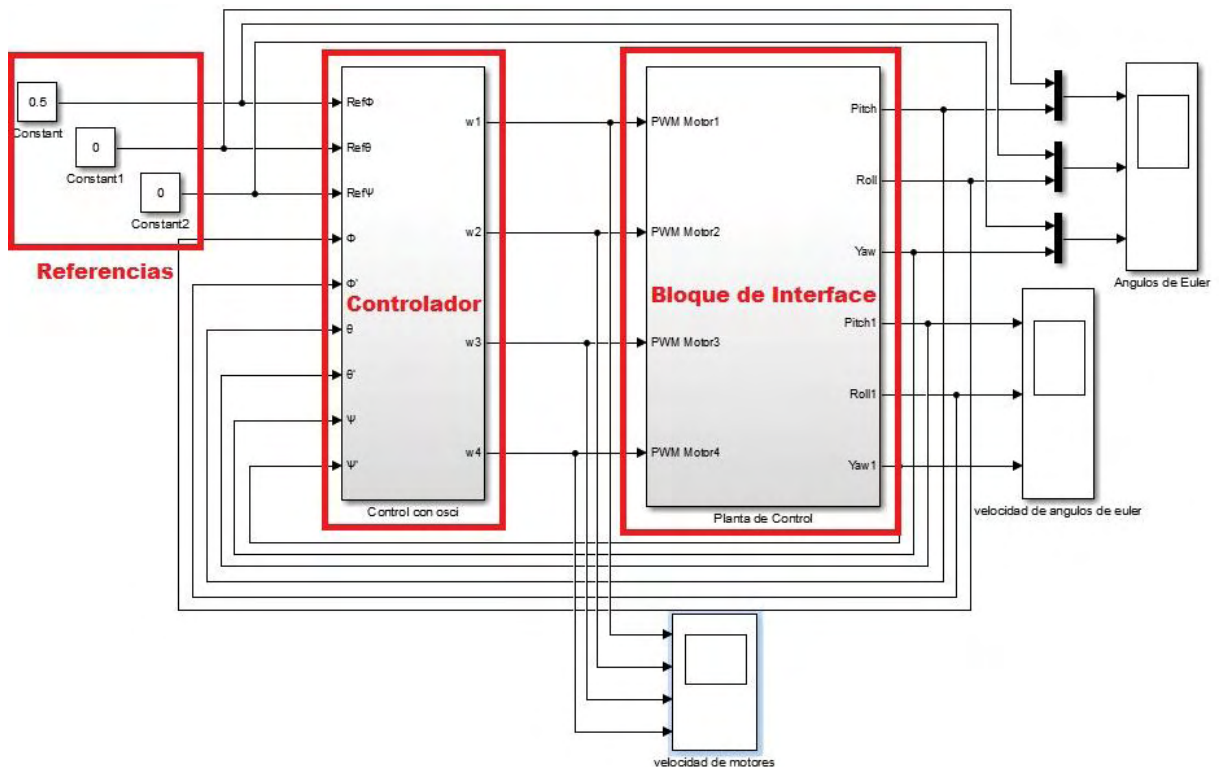 0.5
Constant
0
Constant1
0
Constant2
Referencias
RefΦ
Refθ
RefΨ
Φ
Φ'
θ
θ'
Ψ
Ψ'
w1
w2
w3
w4
Controlador
Control con osci
PWM Motor1
PWM Motor2
PWM Motor3
PWM Motor4
Bloque de Interface
Pitch
Roll
Yaw
Pitch1
Roll1
Yaw1
Planta de Control
Angulos de Euler
velocidad de angulos de euler
velocidad de motores